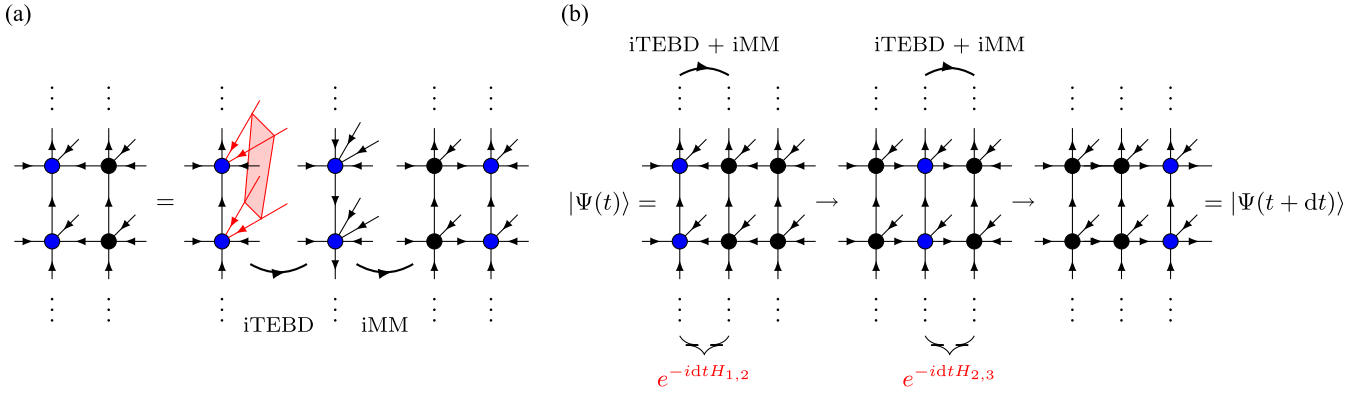 (a)
=
iTEBD
iMM
(b)
iTEBD + iMM
iTEBD + iMM
|Ψ(t)⟩ =
→
→
= |Ψ(t + dt)⟩
e^{-idtH_{1,2}}
e^{-idtH_{2,3}}